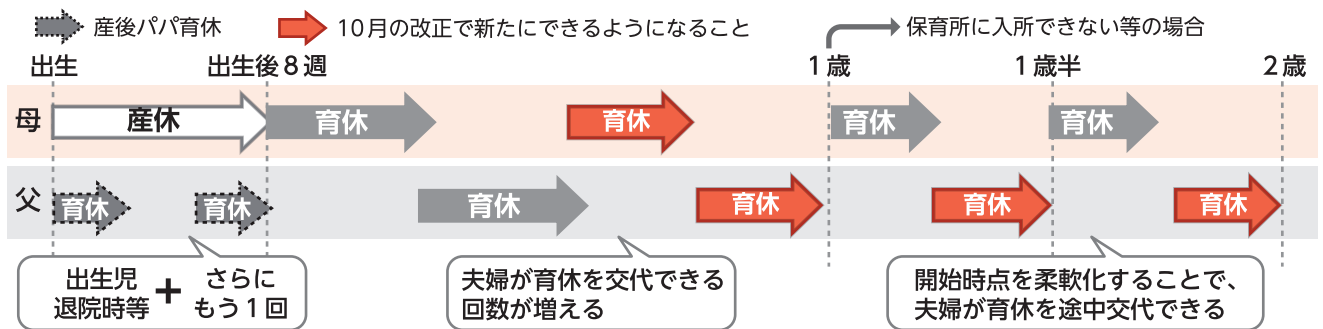 産後パパ育休
10月の改正で新たにできるようになること
保育所に入所できない等の場合
出生
出生後8週
1歳
1歳半
2歳
母
産休
育休
育休
育休
育休
父
育休
育休
育休
育休
育休
育休
出生児
退院時等
+
さらに
もう1回
夫婦が育休を交代できる
回数が増える
開始時点を柔軟化することで、
夫婦が育休を途中交代できる